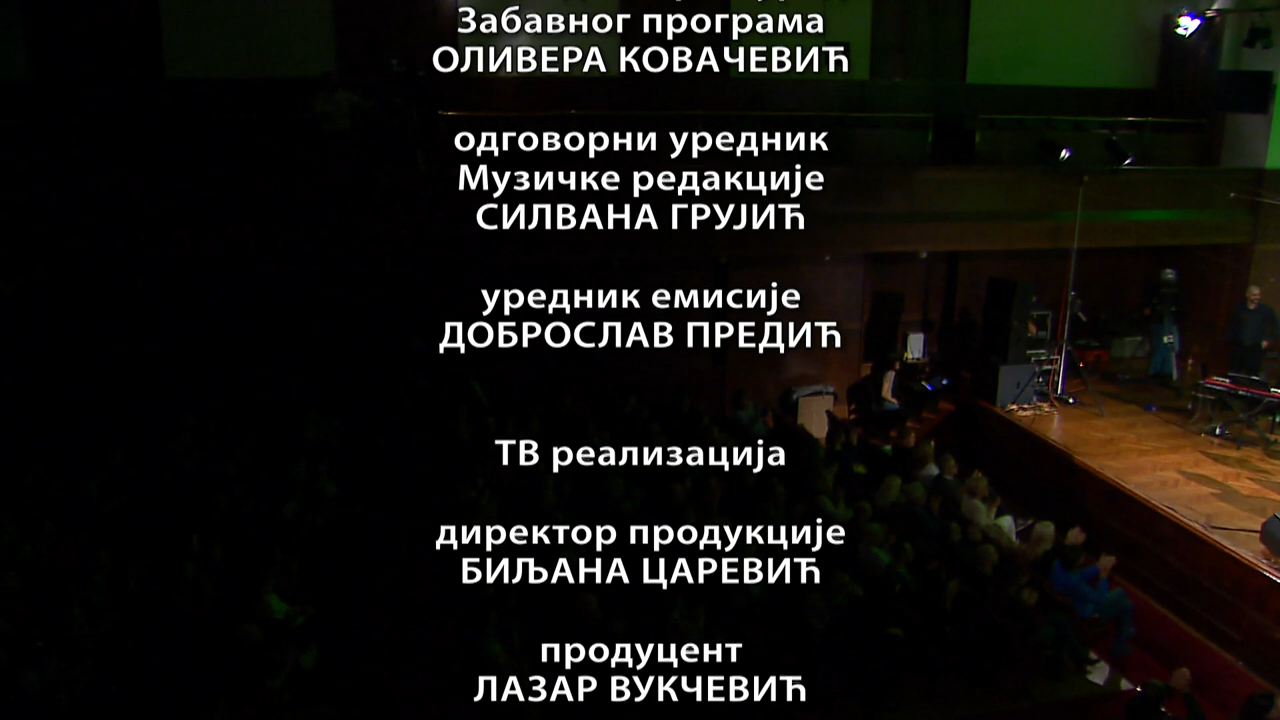 Забавног програма
ОЛИВЕРА КОВАЧЕВИЋ
одговорни уредник
Музичке редакције
СИЛВАНА ГРУЈИЋ
уредник емисије
ДОБРОСЛАВ ПРЕДИЋ
ТВ реализација
директор продукције
БИЉАНА ЦАРЕВИЋ
продуцент
ЛАЗАР ВУКЧЕВИЋ